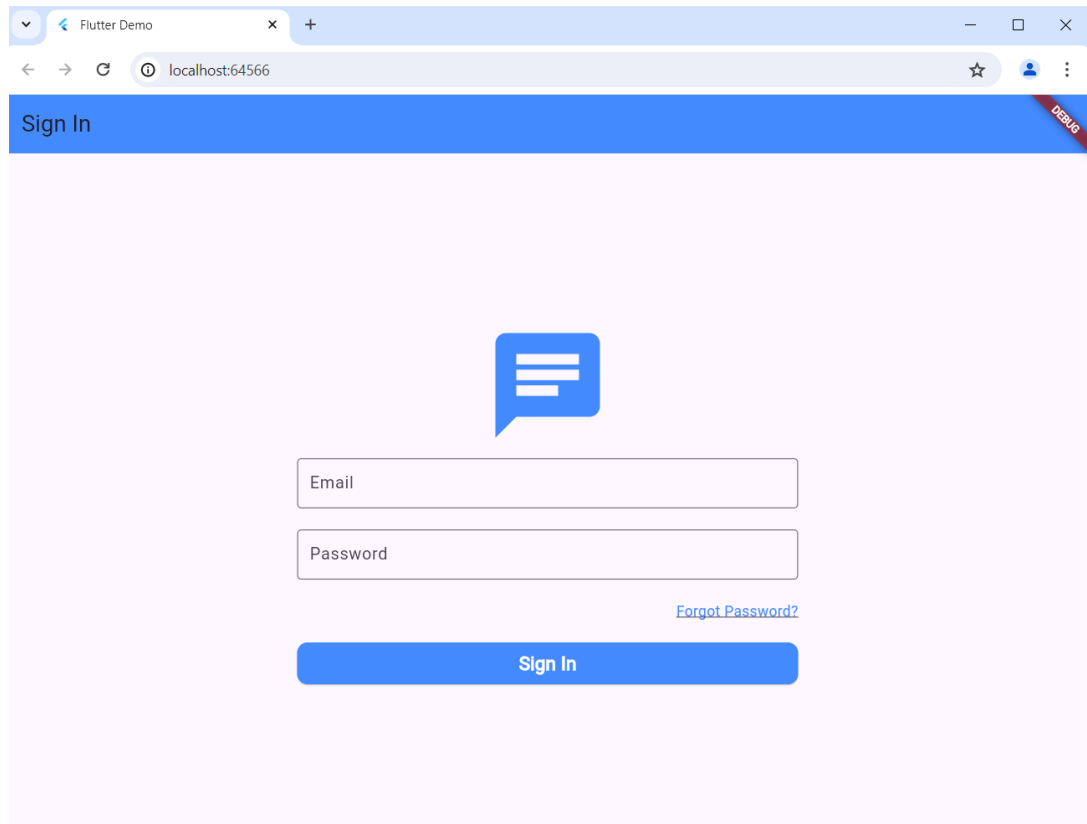 Flutter Demo
localhost:64566
Sign In
DEBUG
Email
Password
Forgot Password?
Sign In